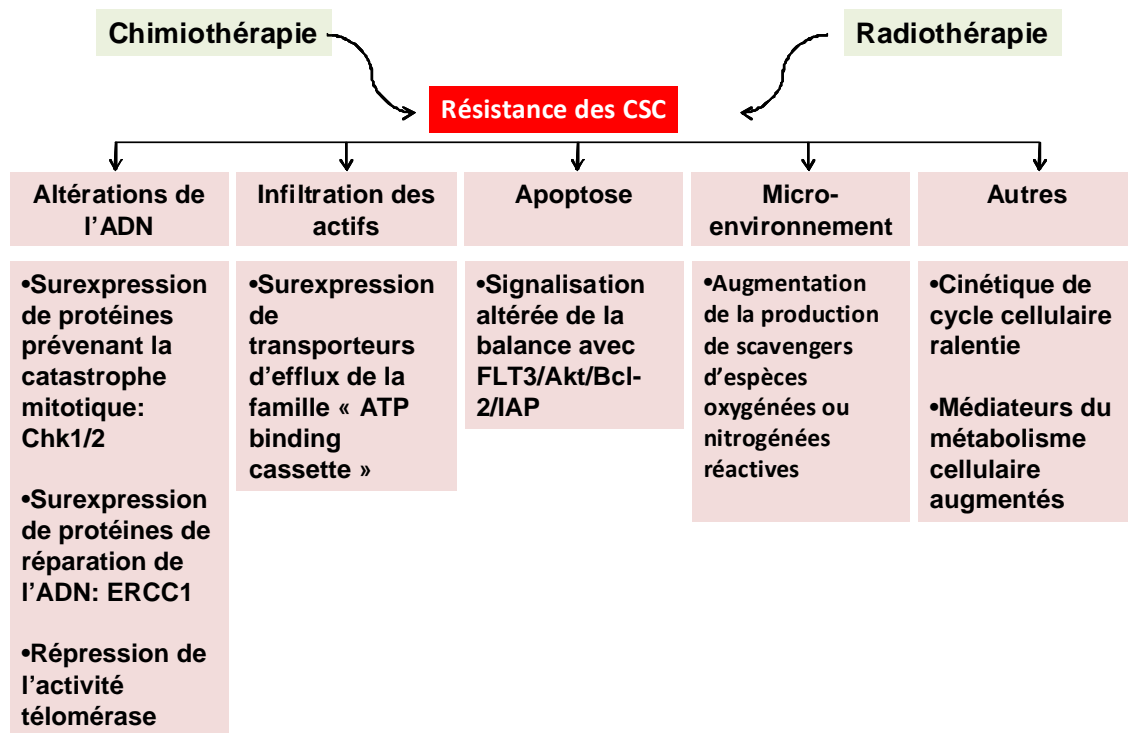 Chimiothérapie
Radiothérapie
Résistance des CSC
Altérations de
l’ADN
Infiltration des
actifs
Apoptose
Micro-
environnement
Autres
•Surexpression
de protéines
prévenant la
catastrophe
mitotique:
Chk1/2
•Surexpression
de protéines de
réparation de
l’ADN: ERCC1
•Répression de
l’activité
télomérase
•Surexpression
de
transporteurs
d’efflux de la
famille « ATP
binding
cassette »
•Signalisation
altérée de la
balance avec
FLT3/Akt/Bcl-
2/IAP
•Augmentation
de la production
de scavengers
d’espèces
oxygénées ou
nitrogénées
réactives
•Cinétique de
cycle cellulaire
ralentie
•Médiateurs du
métabolisme
cellulaire
augmentés